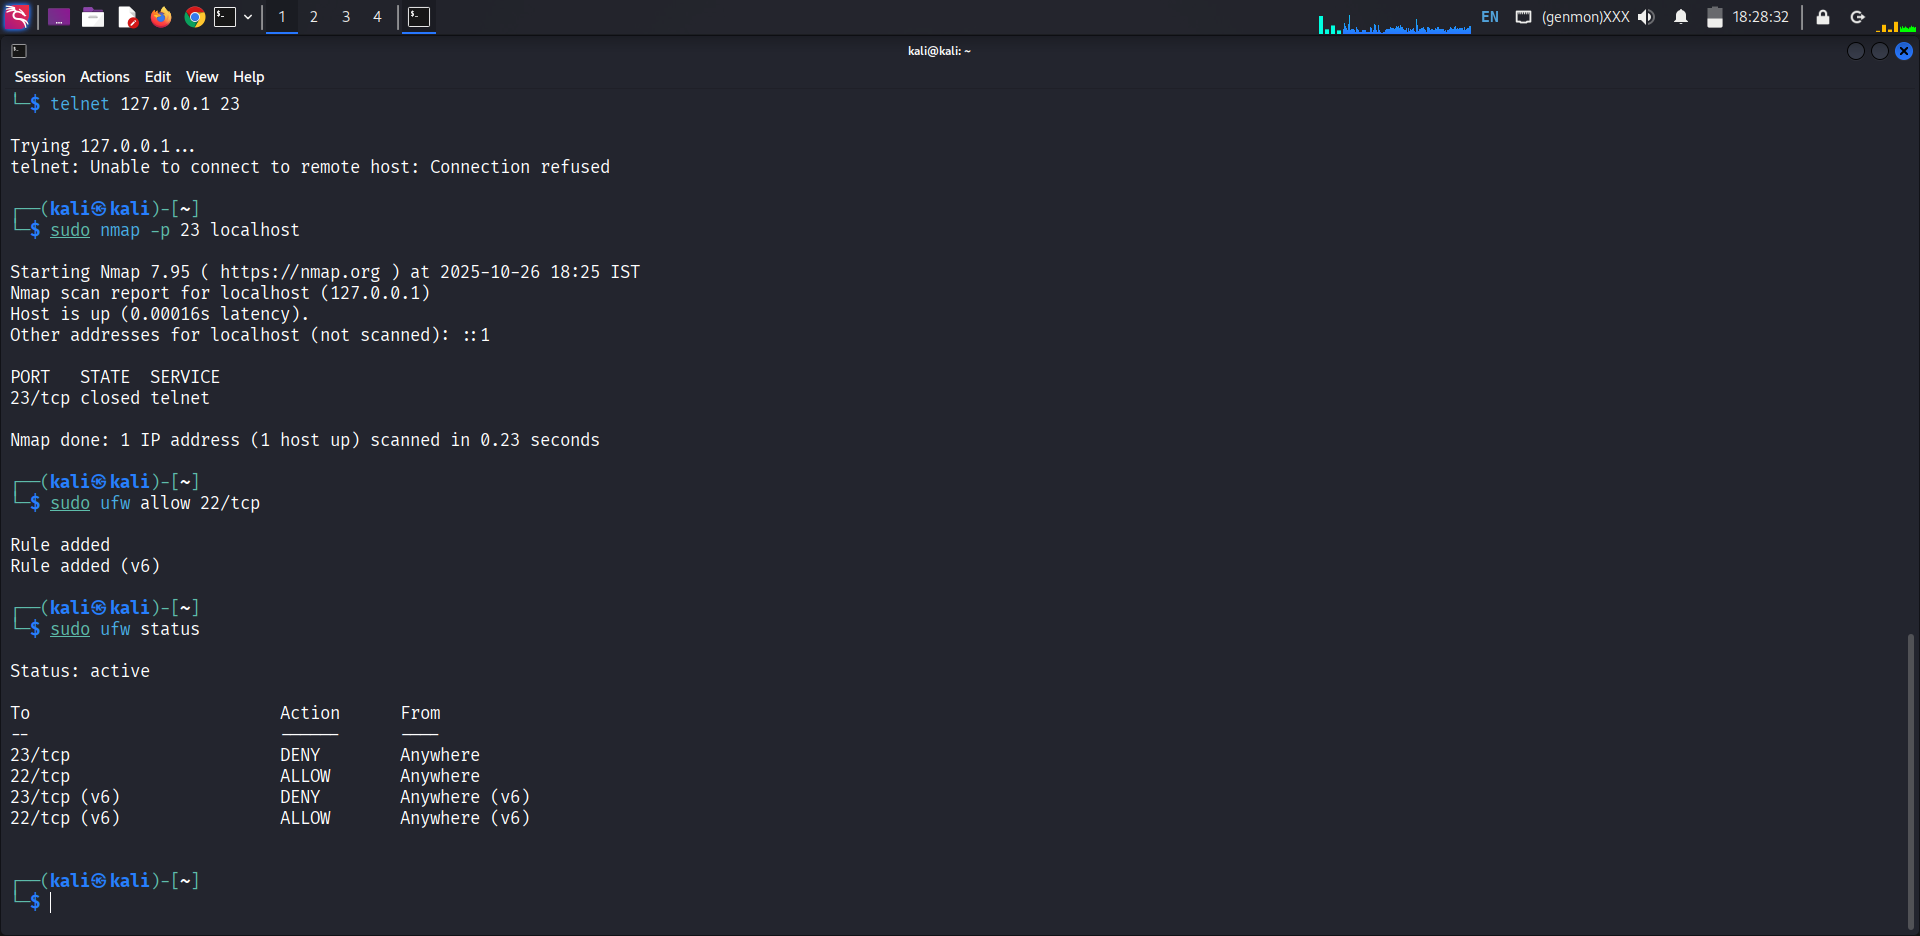 1 2 3 4 EN (genmon)XXX 18:28:32
kali@kali: ~
Session Actions Edit View Help
└─$ telnet 127.0.0.1 23
Trying 127.0.0.1...
telnet: Unable to connect to remote host: Connection refused
┌──(kali㉿kali)-[~]
└─$ sudo nmap -p 23 localhost
Starting Nmap 7.95 ( https://nmap.org ) at 2025-10-26 18:25 IST
Nmap scan report for localhost (127.0.0.1)
Host is up (0.00016s latency).
Other addresses for localhost (not scanned): ::1
PORT   STATE  SERVICE
23/tcp closed telnet
Nmap done: 1 IP address (1 host up) scanned in 0.23 seconds
┌──(kali㉿kali)-[~]
└─$ sudo ufw allow 22/tcp
Rule added
Rule added (v6)
┌──(kali㉿kali)-[~]
└─$ sudo ufw status
Status: active
To                         Action      From
--                         ------      ----
23/tcp                     DENY        Anywhere
22/tcp                     ALLOW       Anywhere
23/tcp (v6)                DENY        Anywhere (v6)
22/tcp (v6)                ALLOW       Anywhere (v6)
┌──(kali㉿kali)-[~]
└─$